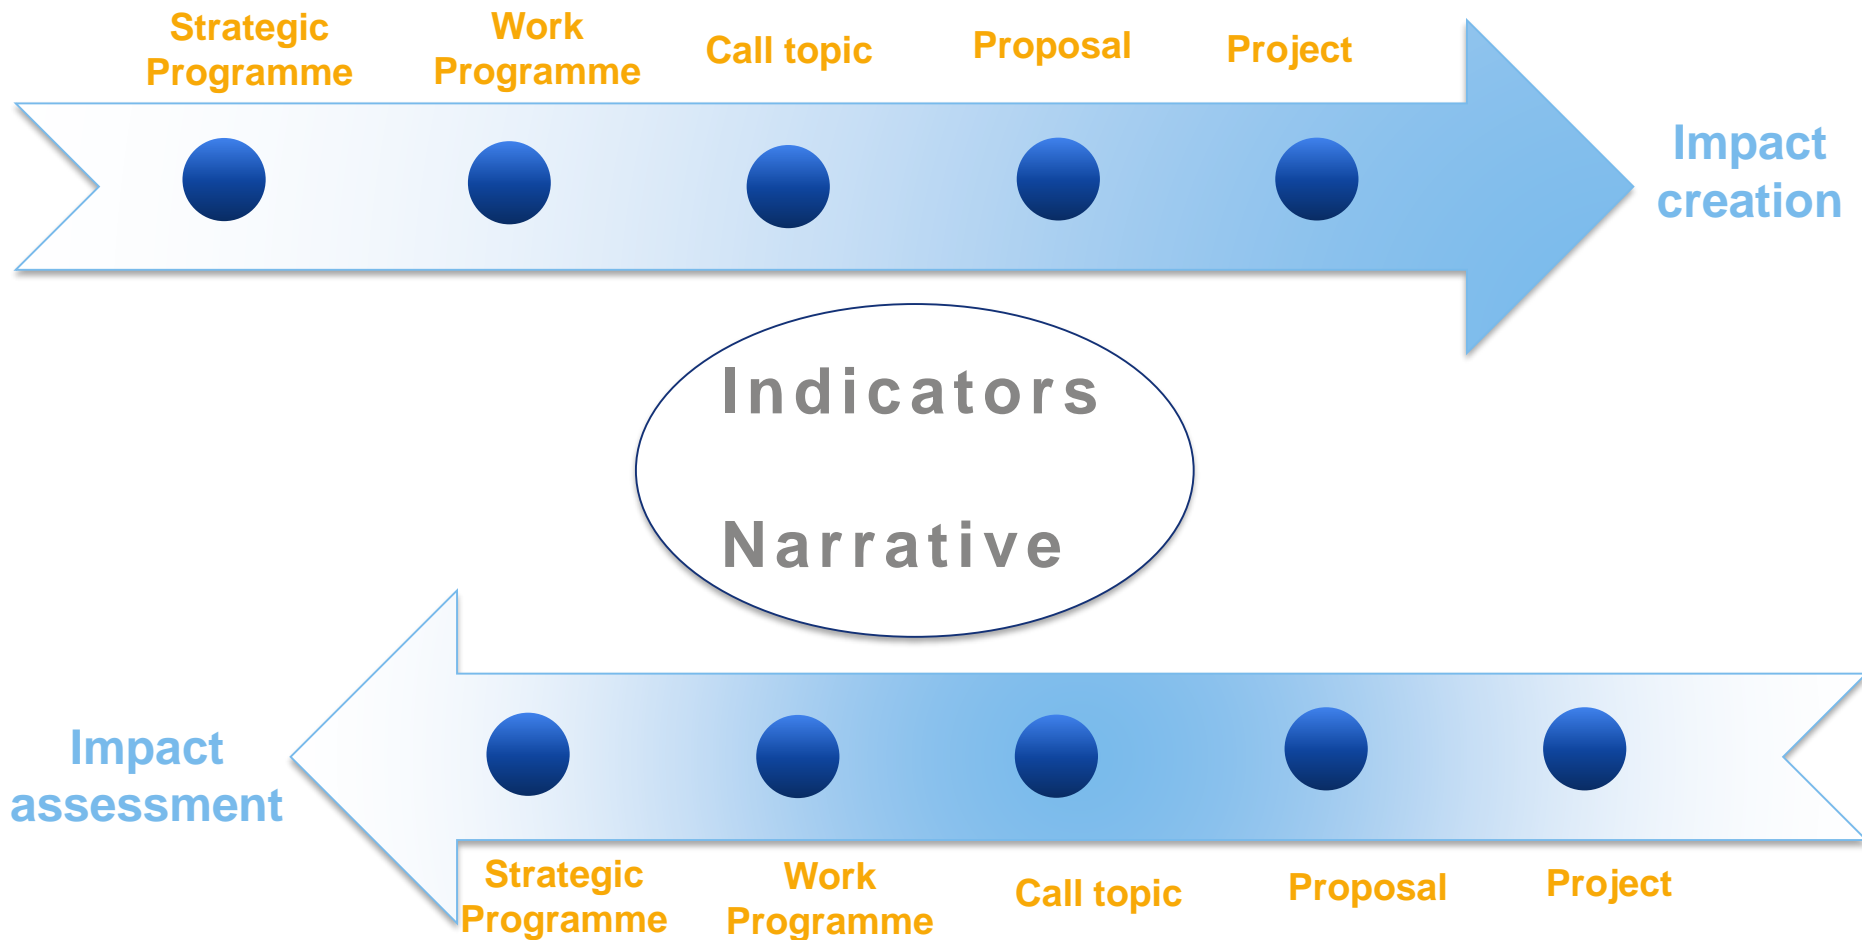 Strategic
Programme
Work
Programme
Call topic
Proposal
Project
Impact
creation
Indicators
Narrative
Impact
assessment
Strategic
Programme
Work
Programme
Call topic
Proposal
Project